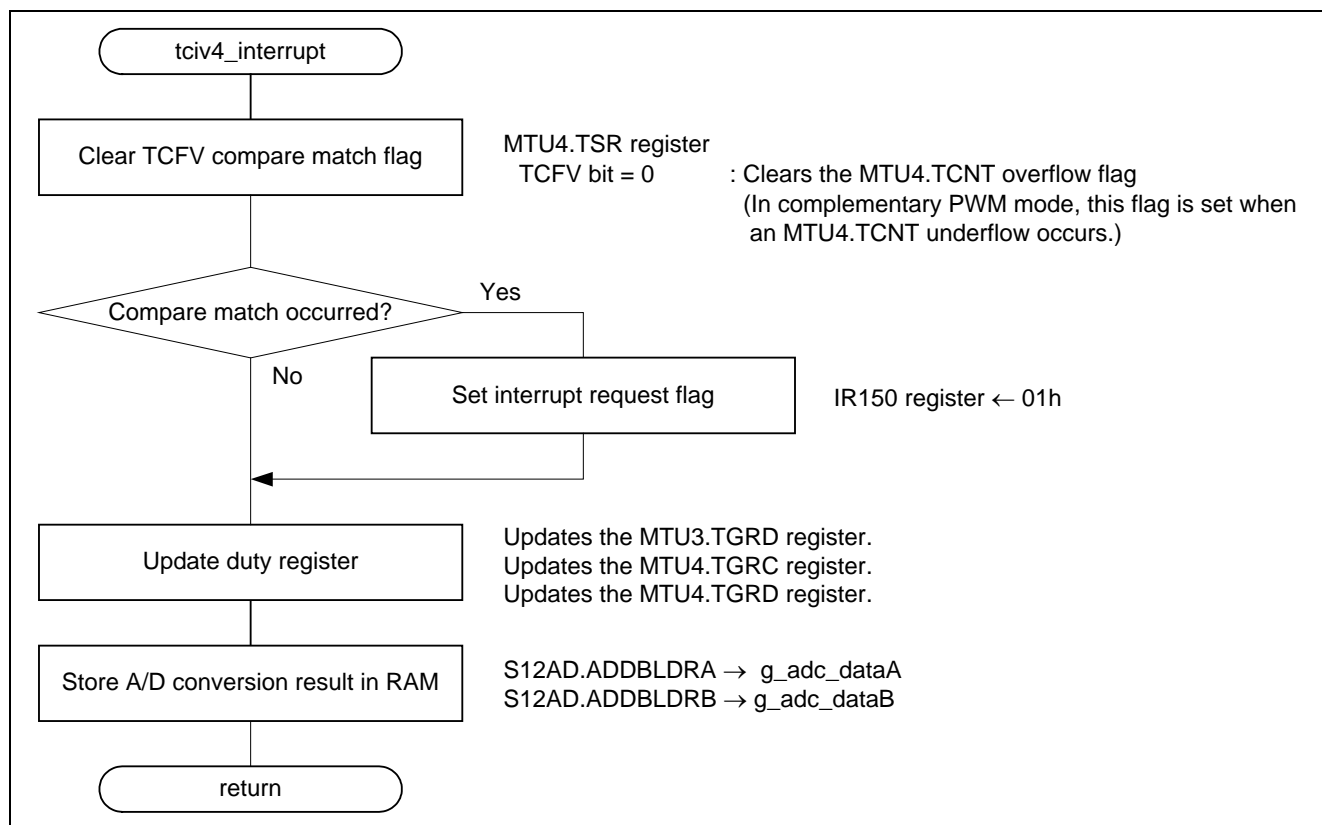 tciv4_interrupt
Clear TCFV compare match flag
MTU4.TSR register
TCFV bit = 0 : Clears the MTU4.TCNT overflow flag
(In complementary PWM mode, this flag is set when
an MTU4.TCNT underflow occurs.)
Compare match occurred?
Yes
No
Set interrupt request flag
IR150 register ← 01h
Update duty register
Updates the MTU3.TGRD register.
Updates the MTU4.TGRC register.
Updates the MTU4.TGRD register.
Store A/D conversion result in RAM
S12AD.ADDBLDRA → g_adc_dataA
S12AD.ADDBLDRB → g_adc_dataB
return